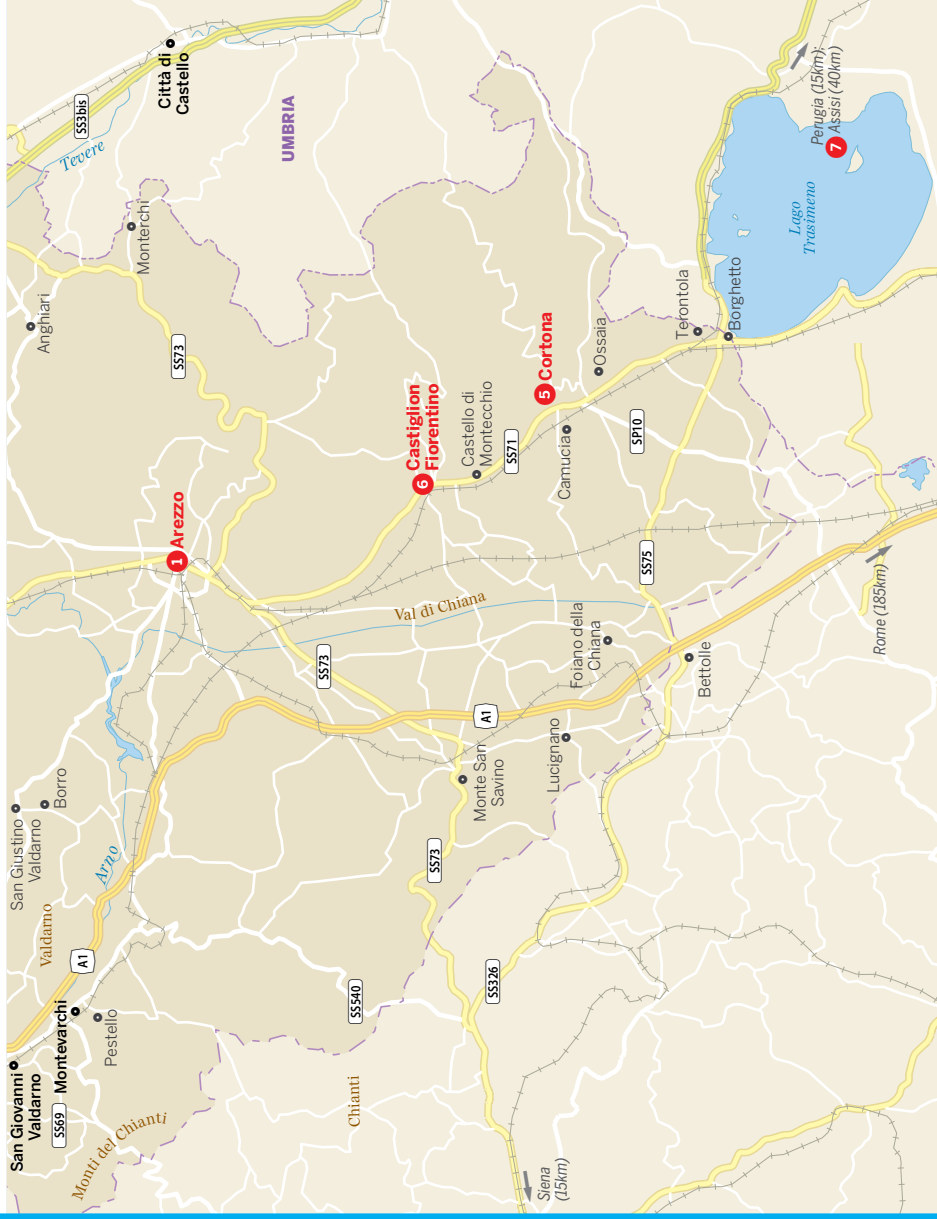 San Giovanni
Valdarno
SS69
Montevarchi
Pestello
Monti del Chianti
Valdarno
A1
San Giustino
Valdarno
Borro
Arno
1 Arezzo
Anghiari
Monterchi
SS3bis
Tevere
Città di
Castello
UMBRIA
SS73
SS73
Val di Chiana
6 Castiglion
Fiorentino
Castello di
Montecchio
SS71
5 Cortona
Camucia
Ossaia
SP10
Terontola
Borghetto
Lago
Trasimeno
7
Perugia (15km);
Assisi (40km)
A1
Monte San
Savino
Lucignano
Foiano della
Chiana
SS75
Bettolle
Rome (185km)
SS73
SS540
SS326
Chianti
Siena
(15km)